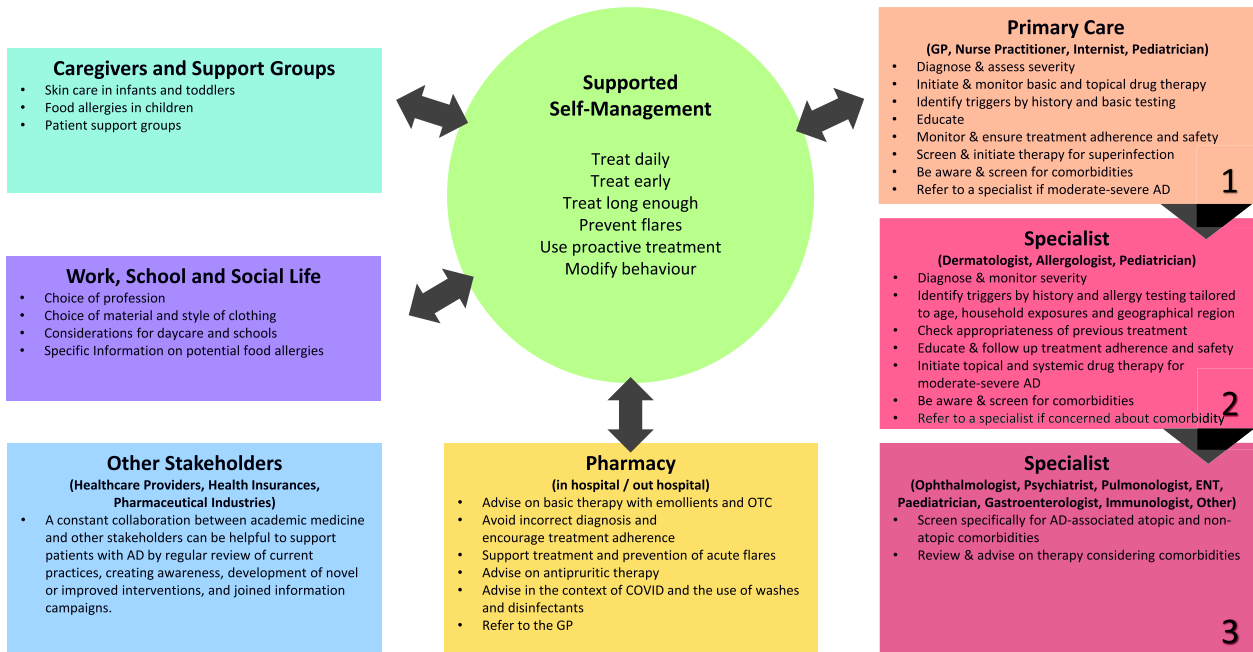 Caregivers and Support Groups
• Skin care in infants and toddlers
• Food allergies in children
• Patient support groups
Work, School and Social Life
• Choice of profession
• Choice of material and style of clothing
• Considerations for daycare and schools
• Specific Information on potential food allergies
Other Stakeholders
(Healthcare Providers, Health Insurances,
Pharmaceutical Industries)
• A constant collaboration between academic medicine
and other stakeholders can be helpful to support
patients with AD by regular review of current
practices, creating awareness, development of novel
or improved interventions, and joined information
campaigns.
Supported
Self-Management
Treat daily
Treat early
Treat long enough
Prevent flares
Use proactive treatment
Modify behaviour
Pharmacy
(in hospital / out hospital)
• Advise on basic therapy with emollients and OTC
• Avoid incorrect diagnosis and
encourage treatment adherence
• Support treatment and prevention of acute flares
• Advise on antipruritic therapy
• Advise in the context of COVID and the use of washes
and disinfectants
• Refer to the GP
Primary Care
(GP, Nurse Practitioner, Internist, Pediatrician)
• Diagnose & assess severity
• Initiate & monitor basic and topical drug therapy
• Identify triggers by history and basic testing
• Educate
• Monitor & ensure treatment adherence and safety
• Screen & initiate therapy for superinfection
• Be aware & screen for comorbidities
• Refer to a specialist if moderate-severe AD
1
Specialist
(Dermatologist, Allergologist, Pediatrician)
• Diagnose & monitor severity
• Identify triggers by history and allergy testing tailored
to age, household exposures and geographical region
• Check appropriateness of previous treatment
• Educate & follow up treatment adherence and safety
• Initiate topical and systemic drug therapy for
moderate-severe AD
• Be aware & screen for comorbidities
• Refer to a specialist if concerned about comorbidity
2
Specialist
(Ophthalmologist, Psychiatrist, Pulmonologist, ENT,
Paediatrician, Gastroenterologist, Immunologist, Other)
• Screen specifically for AD-associated atopic and non-
atopic comorbidities
• Review & advise on therapy considering comorbidities
3